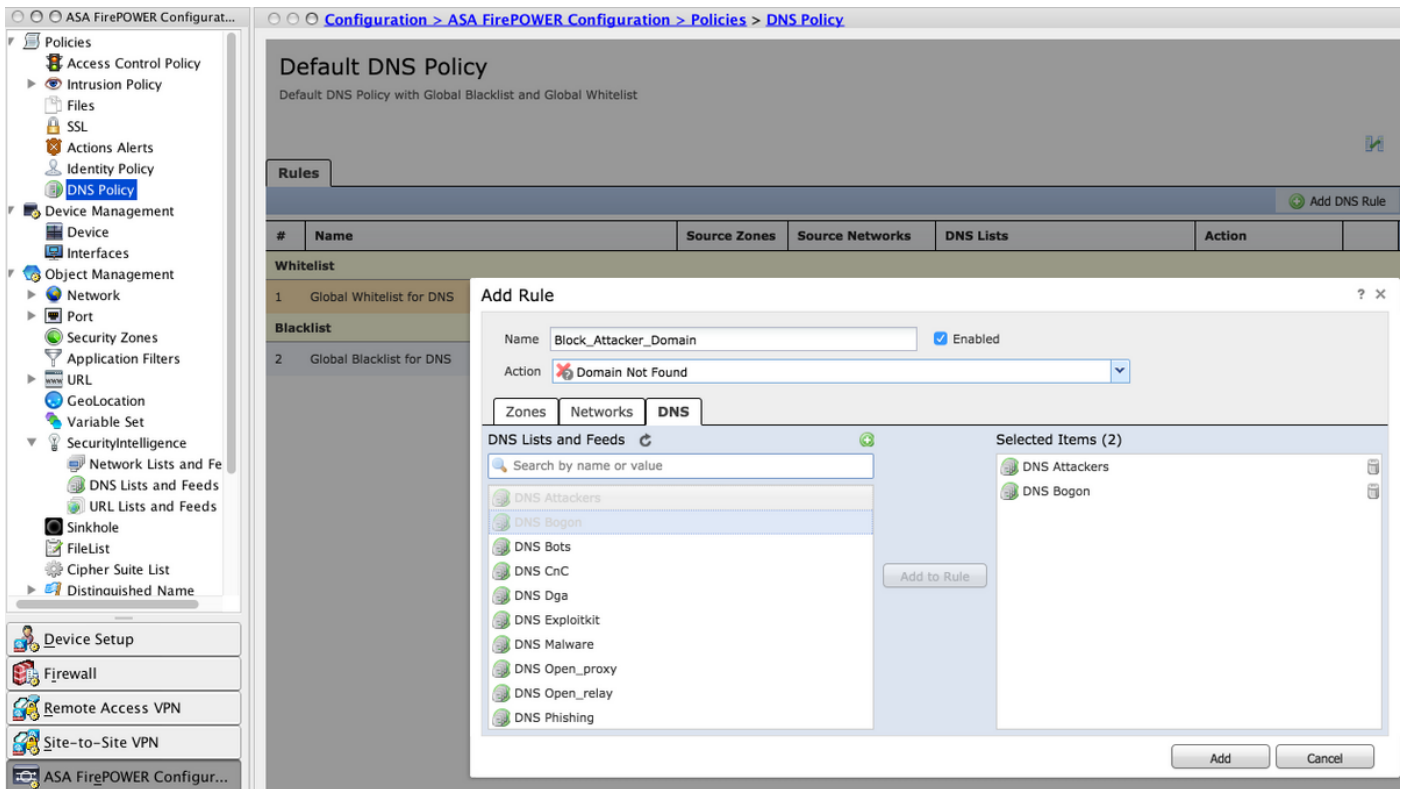 ASA FirePOWER Configurat...
Configuration > ASA FirePOWER Configuration > Policies > DNS Policy
Policies
Access Control Policy
Intrusion Policy
Files
SSL
Actions Alerts
Identity Policy
DNS Policy
Device Management
Device
Interfaces
Object Management
Network
Port
Security Zones
Application Filters
URL
GeoLocation
Variable Set
SecurityIntelligence
Network Lists and Fe
DNS Lists and Feeds
URL Lists and Feeds
Sinkhole
FileList
Cipher Suite List
Distinguished Name
Device Setup
Firewall
Remote Access VPN
Site-to-Site VPN
ASA FirePOWER Configur...
Default DNS Policy
Default DNS Policy with Global Blacklist and Global Whitelist
Rules
Add DNS Rule
# Name Source Zones Source Networks DNS Lists Action
Whitelist
1 Global Whitelist for DNS
Blacklist
2 Global Blacklist for DNS
Add Rule ? ×
Name Block_Attacker_Domain Enabled
Action Domain Not Found
Zones Networks DNS
DNS Lists and Feeds
Search by name or value
DNS Attackers
DNS Bogon
DNS Bots
DNS CnC
DNS Dga
DNS Exploitkit
DNS Malware
DNS Open_proxy
DNS Open_relay
DNS Phishing
Add to Rule
Selected Items (2)
DNS Attackers
DNS Bogon
Add Cancel